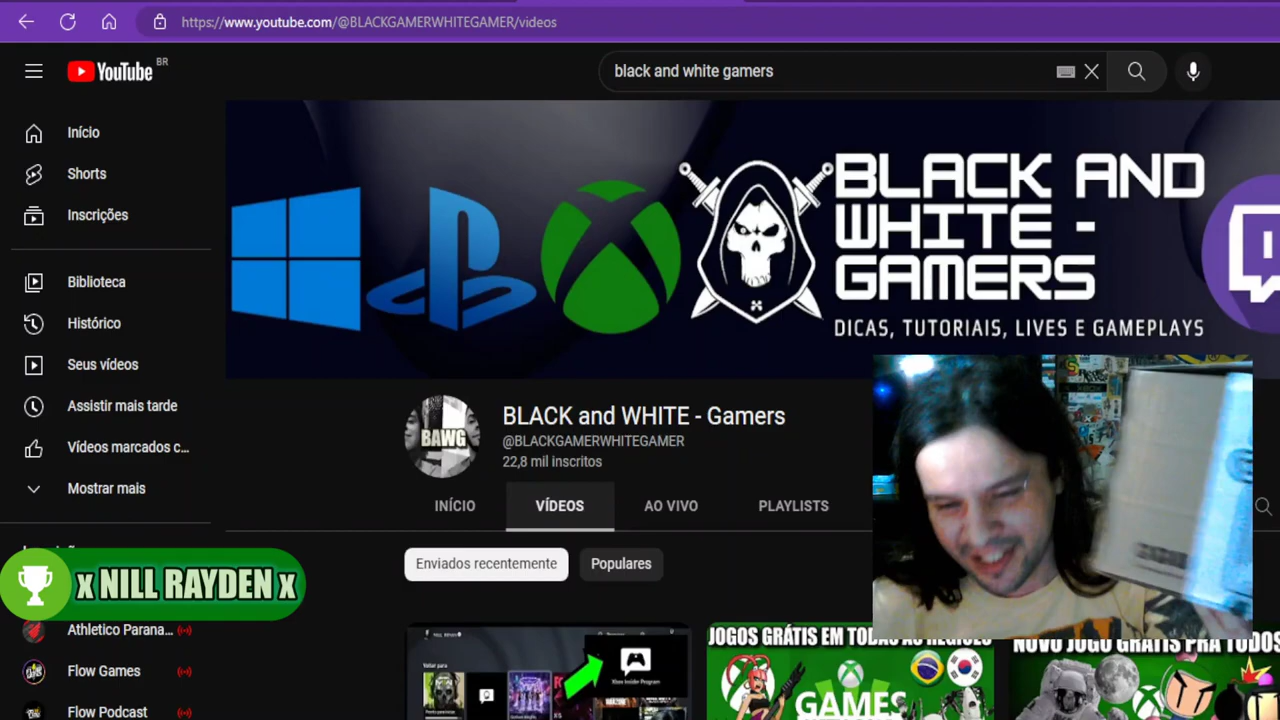 https://www.youtube.com/@BLACKGAMERWHITEGAMER/videos
YouTube BR
black and white gamers
Início
Shorts
Inscrições
Biblioteca
Histórico
Seus vídeos
Assistir mais tarde
Vídeos marcados c...
Mostrar mais
x NILL RAYDEN x
Athletico Parana...
Flow Games
Flow Podcast
BLACK AND
WHITE -
GAMERS
DICAS, TUTORIAIS, LIVES E GAMEPLAYS
BAWG
BLACK and WHITE - Gamers
@BLACKGAMERWHITEGAMER
22,8 mil inscritos
INÍCIO
VÍDEOS
AO VIVO
PLAYLISTS
Enviados recentemente
Populares
Xbox Insider Program
JOGOS GRÁTIS EM TODAS AS REGIÕES
GAMES
NOVO JOGO GRÁTIS PRA TODOS